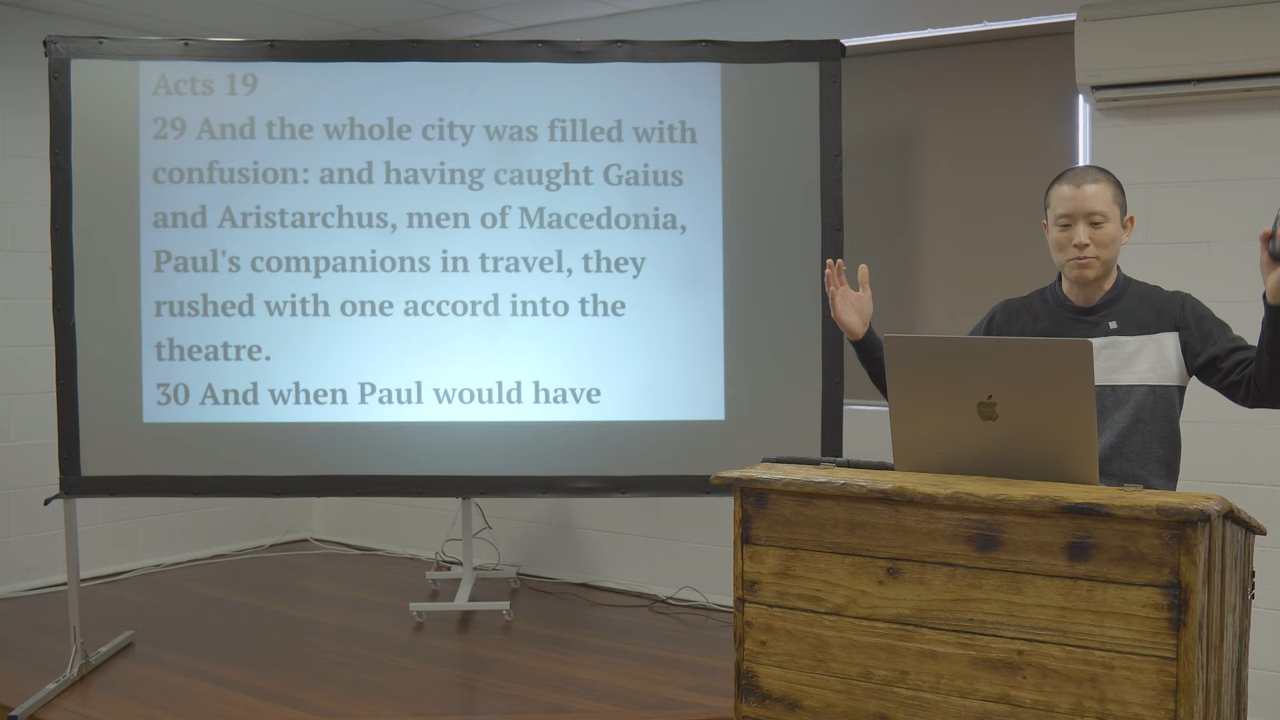 Acts 19
29 And the whole city was filled with
confusion: and having caught Gaius
and Aristarchus, men of Macedonia,
Paul's companions in travel, they
rushed with one accord into the
theatre.
30 And when Paul would have